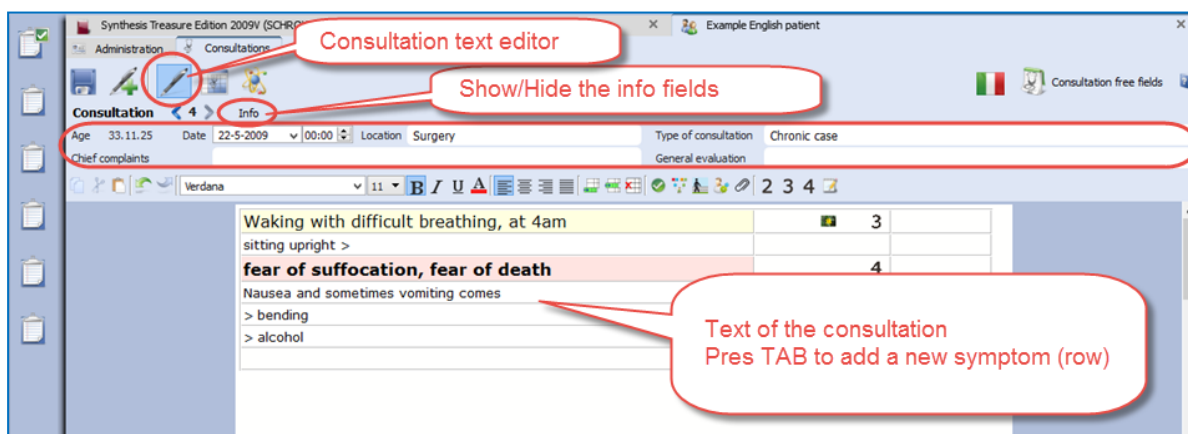 Synthesis Treasure Edition 2009V (SCHRO
Example English patient
Administration
Consultations
Consultation text editor
Show/Hide the info fields
Consultation free fields
Consultation 4 Info
Age 33.11.25 Date 22-5-2009 00:00 Location Surgery Type of consultation Chronic case
Chief complaints General evaluation
Verdana 11 B I U A 2 3 4
Waking with difficult breathing, at 4am 3
sitting upright >
fear of suffocation, fear of death 4
Nausea and sometimes vomiting comes
> bending
> alcohol
Text of the consultation
Pres TAB to add a new symptom (row)